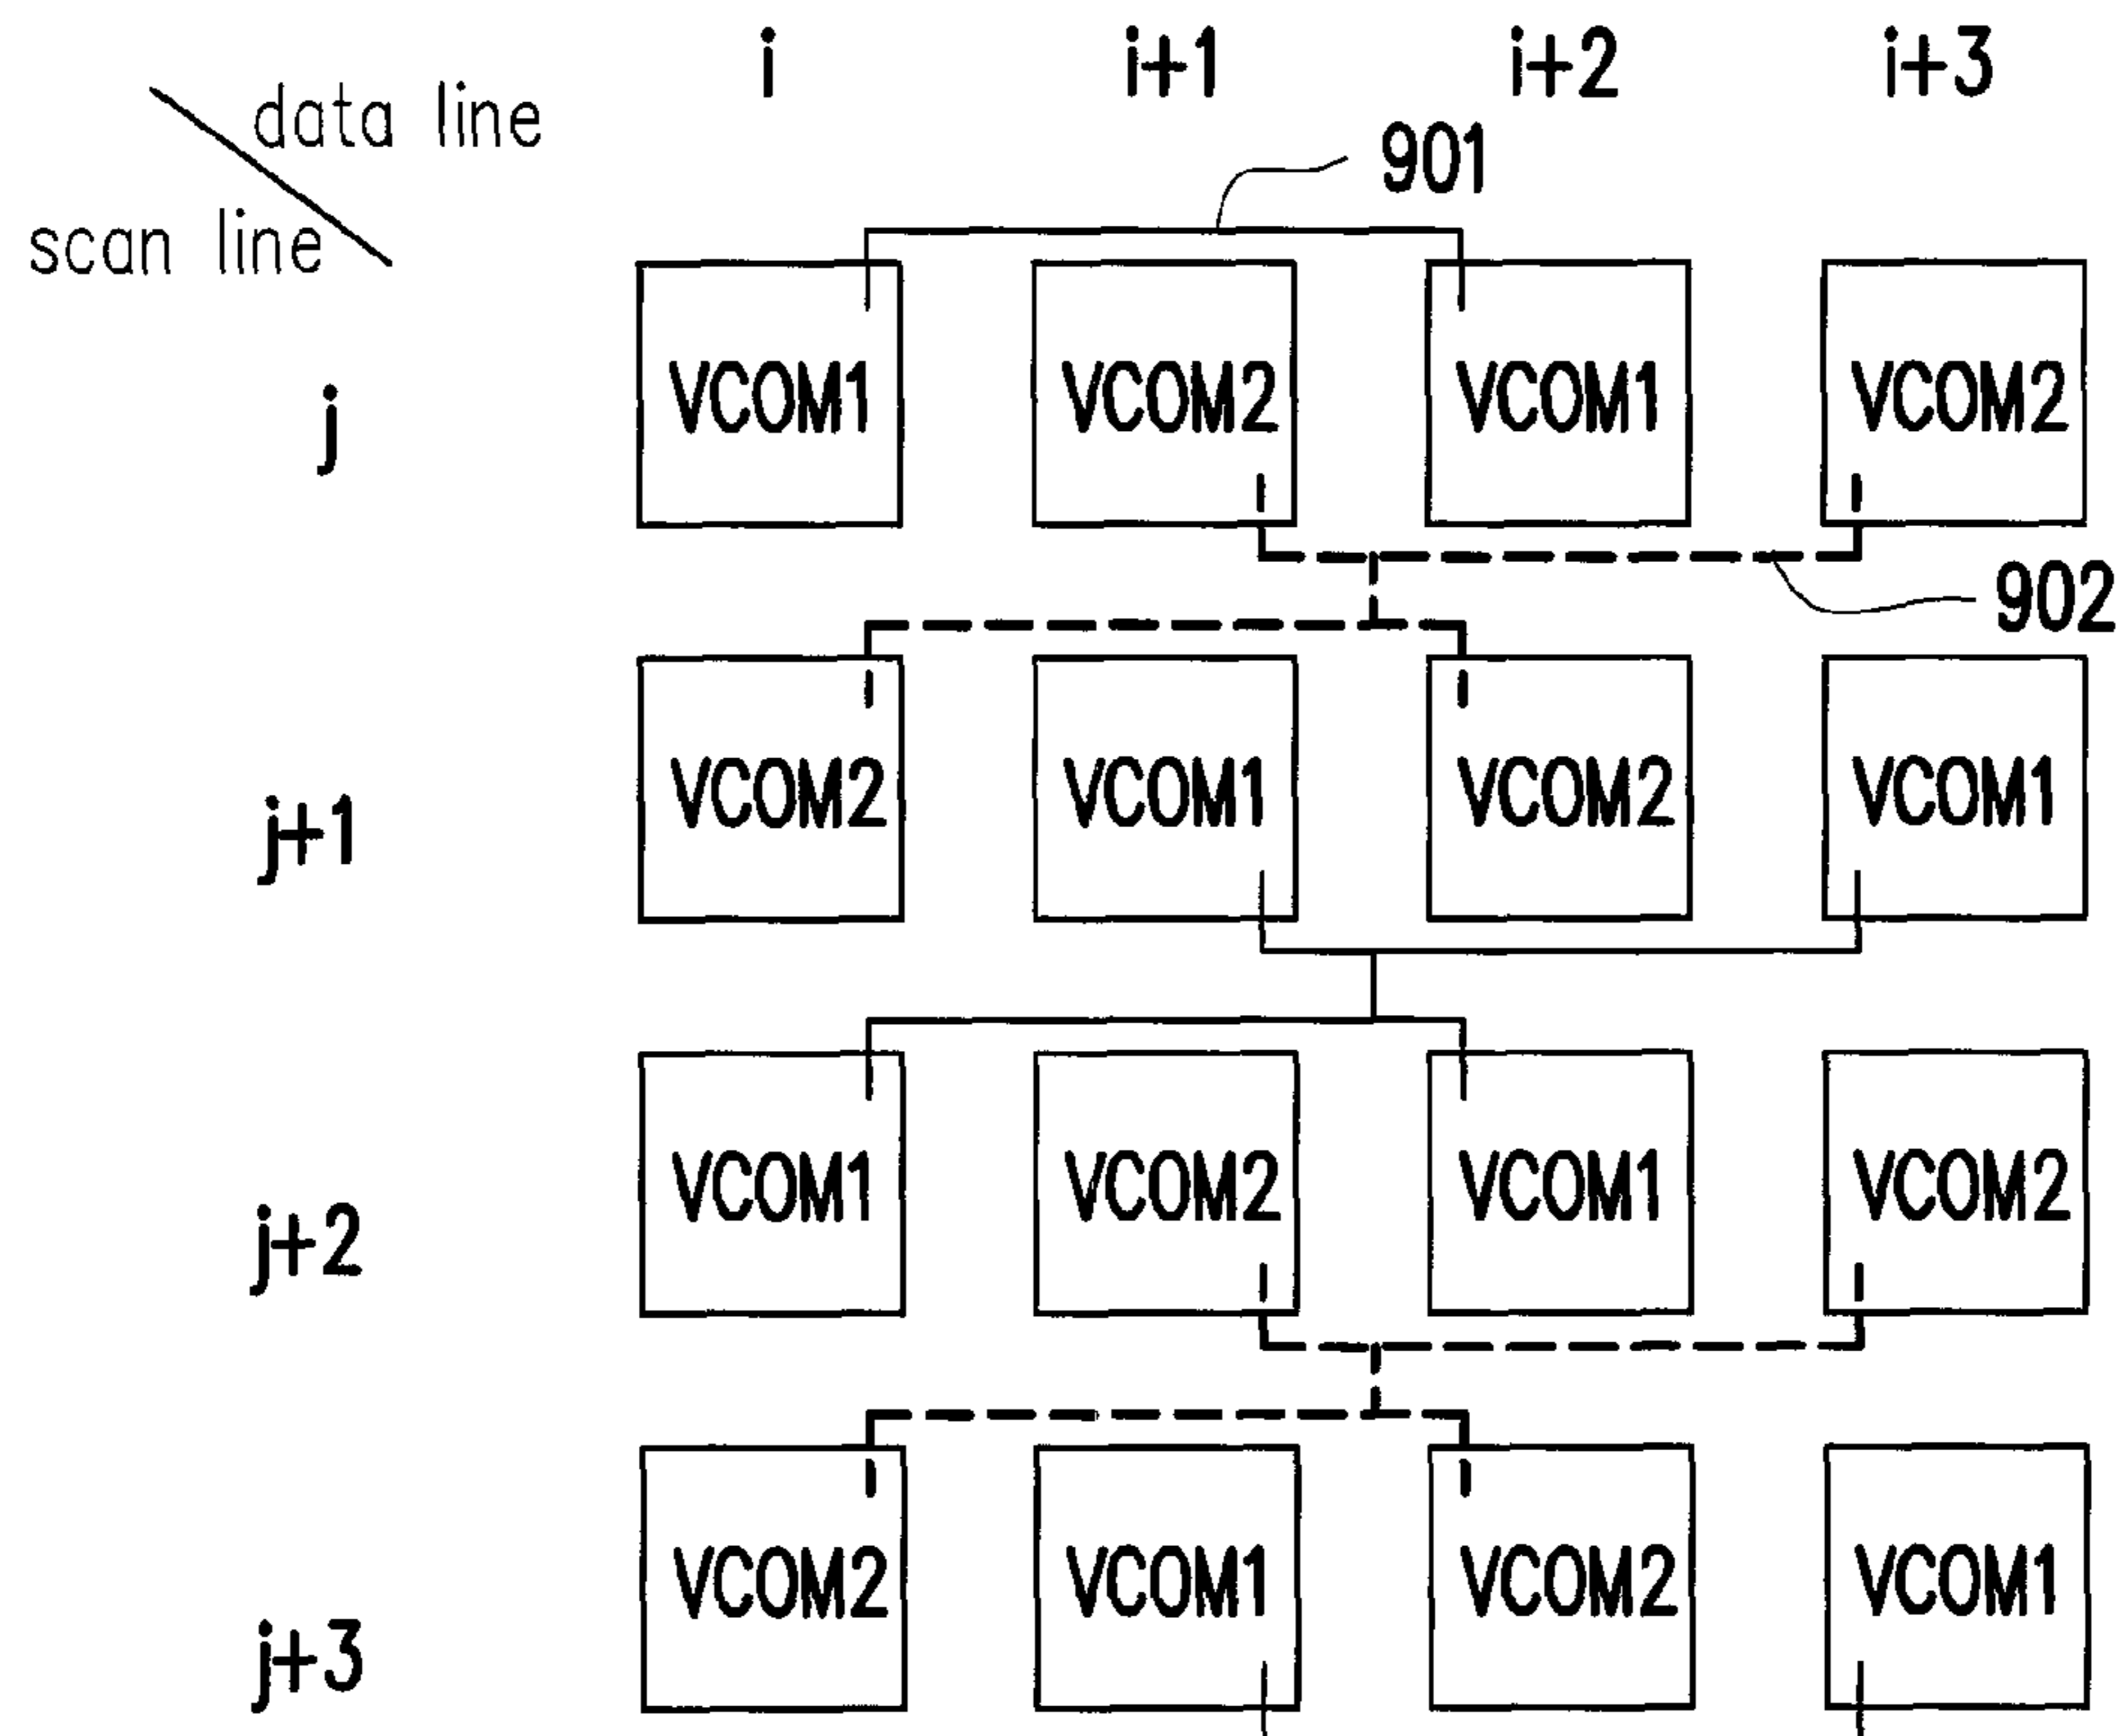 i i+1 i+2 i+3
data line
scan line
901
j VCOM1 VCOM2 VCOM1 VCOM2
902
j+1 VCOM2 VCOM1 VCOM2 VCOM1
j+2 VCOM1 VCOM2 VCOM1 VCOM2
j+3 VCOM2 VCOM1 VCOM2 VCOM1